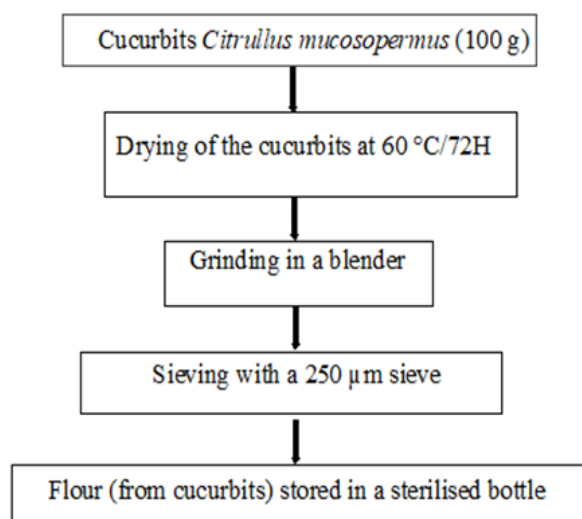 Cucurbits Citrullus mucosopermus (100 g)
Drying of the cucurbits at 60 °C/72H
Grinding in a blender
Sieving with a 250 µm sieve
Flour (from cucurbits) stored in a sterilised bottle